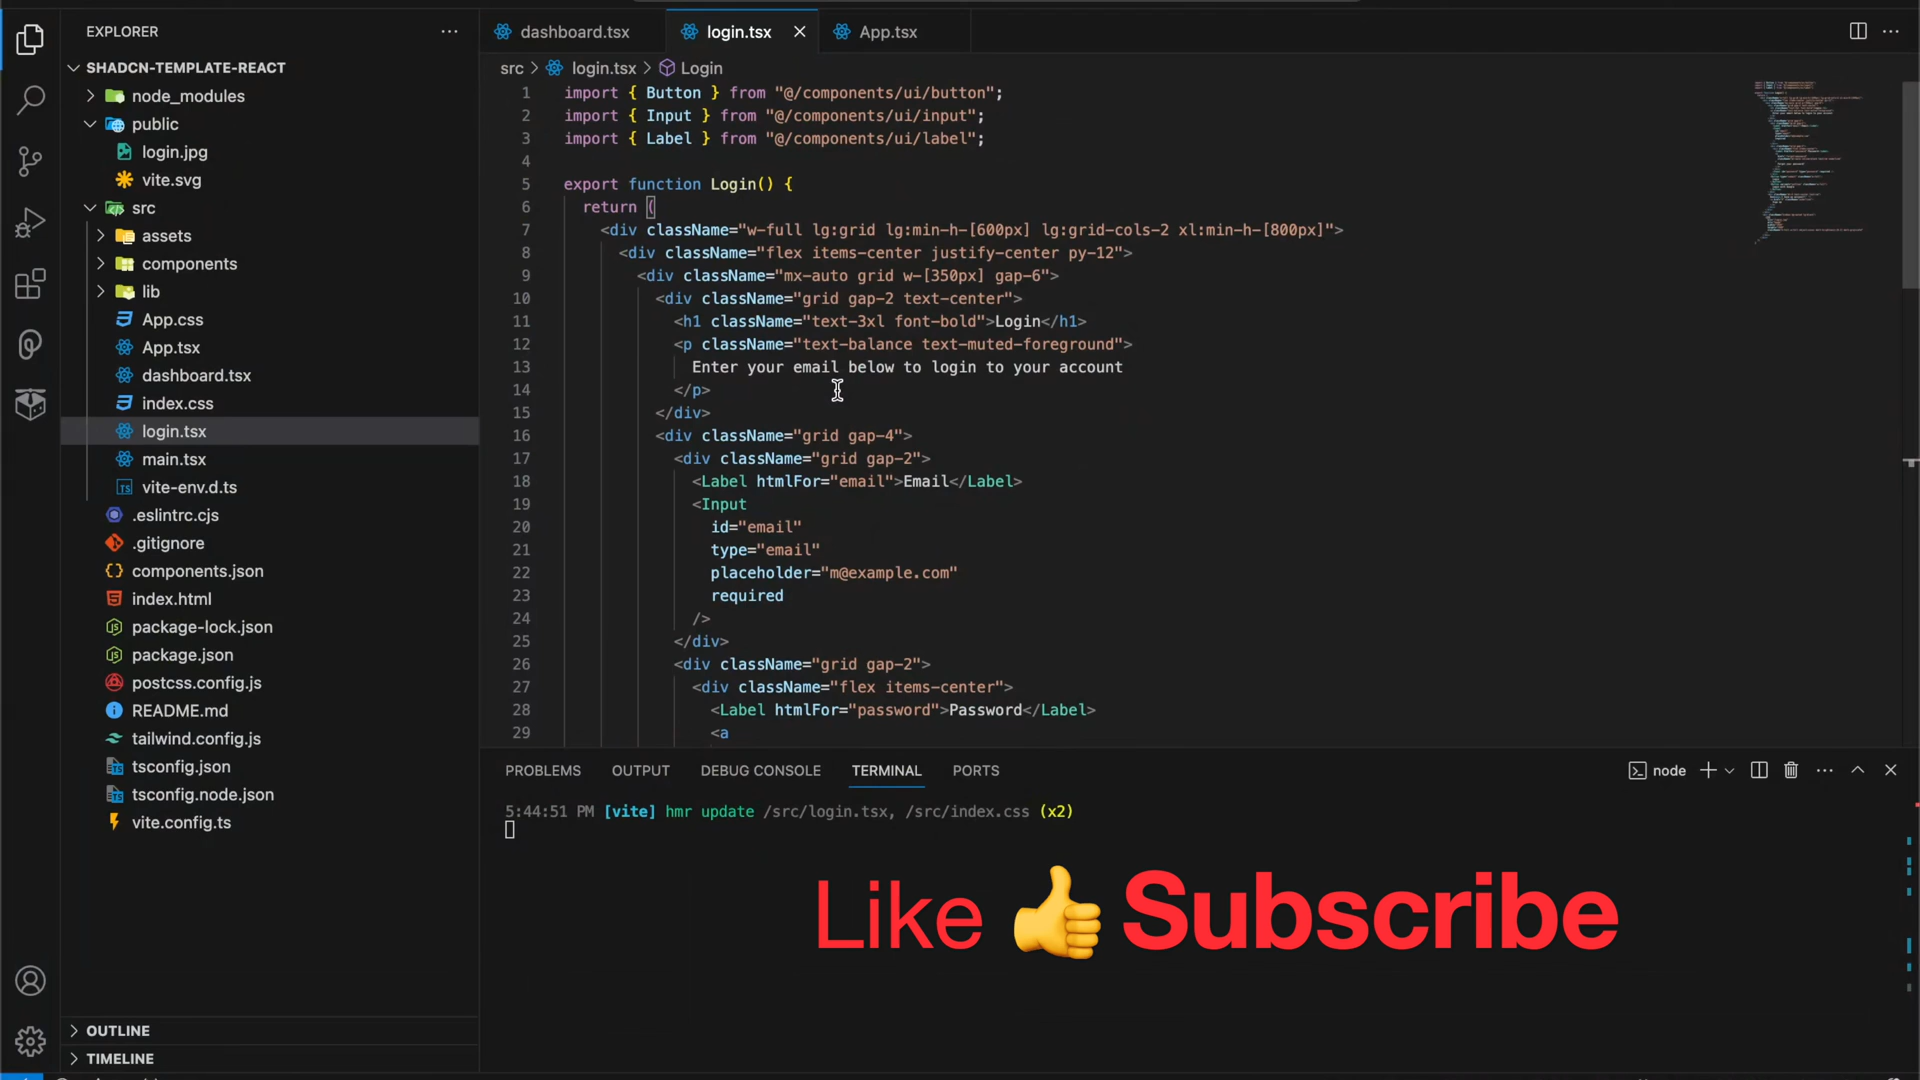 EXPLORER
SHADCN-TEMPLATE-REACT
node_modules
public
login.jpg
vite.svg
src
assets
components
lib
App.css
App.tsx
dashboard.tsx
index.css
login.tsx
main.tsx
vite-env.d.ts
.eslintrc.cjs
.gitignore
components.json
index.html
package-lock.json
package.json
postcss.config.js
README.md
tailwind.config.js
tsconfig.json
tsconfig.node.json
vite.config.ts
OUTLINE
TIMELINE
dashboard.tsx login.tsx App.tsx
src > login.tsx > Login
1 import { Button } from "@/components/ui/button";
2 import { Input } from "@/components/ui/input";
3 import { Label } from "@/components/ui/label";
4
5 export function Login() {
6 return (
7 <div className="w-full lg:grid lg:min-h-[600px] lg:grid-cols-2 xl:min-h-[800px]">
8 <div className="flex items-center justify-center py-12">
9 <div className="mx-auto grid w-[350px] gap-6">
10 <div className="grid gap-2 text-center">
11 <h1 className="text-3xl font-bold">Login</h1>
12 <p className="text-balance text-muted-foreground">
13 Enter your email below to login to your account
14 </p>
15 </div>
16 <div className="grid gap-4">
17 <div className="grid gap-2">
18 <Label htmlFor="email">Email</Label>
19 <Input
20 id="email"
21 type="email"
22 placeholder="m@example.com"
23 required
24 />
25 </div>
26 <div className="grid gap-2">
27 <div className="flex items-center">
28 <Label htmlFor="password">Password</Label>
29 <a
PROBLEMS OUTPUT DEBUG CONSOLE TERMINAL PORTS
node
5:44:51 PM [vite] hmr update /src/login.tsx, /src/index.css (x2)
Like 👍 Subscribe